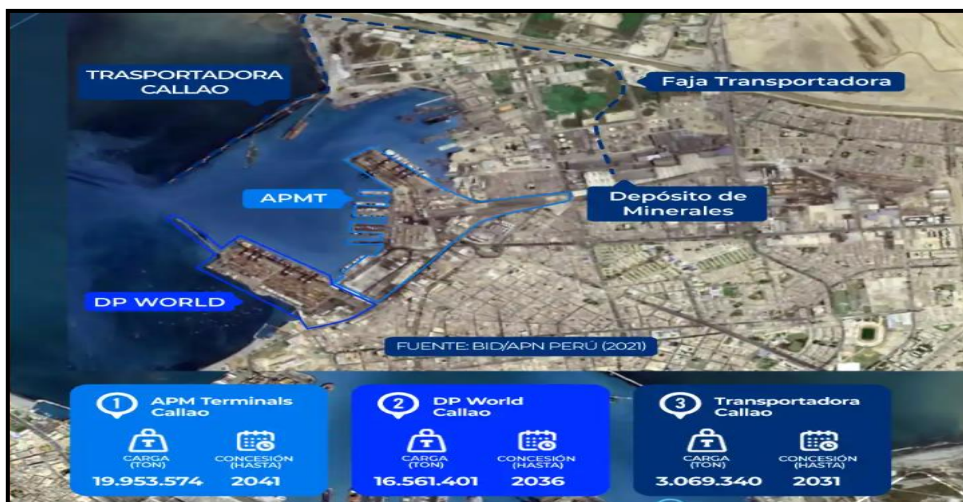 TRASPORTADORA
CALLAO
Faja Transportadora
APMT
Depósito de
Minerales
DP WORLD
FUENTE: BID/APN PERÚ (2021)
1 APM Terminals
Callao
CARGA
(TON)
CONCESIÓN
(HASTA)
19.953.574 2041
2 DP World
Callao
CARGA
(TON)
CONCESIÓN
(HASTA)
16.561.401 2036
3 Transportadora
Callao
CARGA
(TON)
CONCESIÓN
(HASTA)
3.069.340 2031